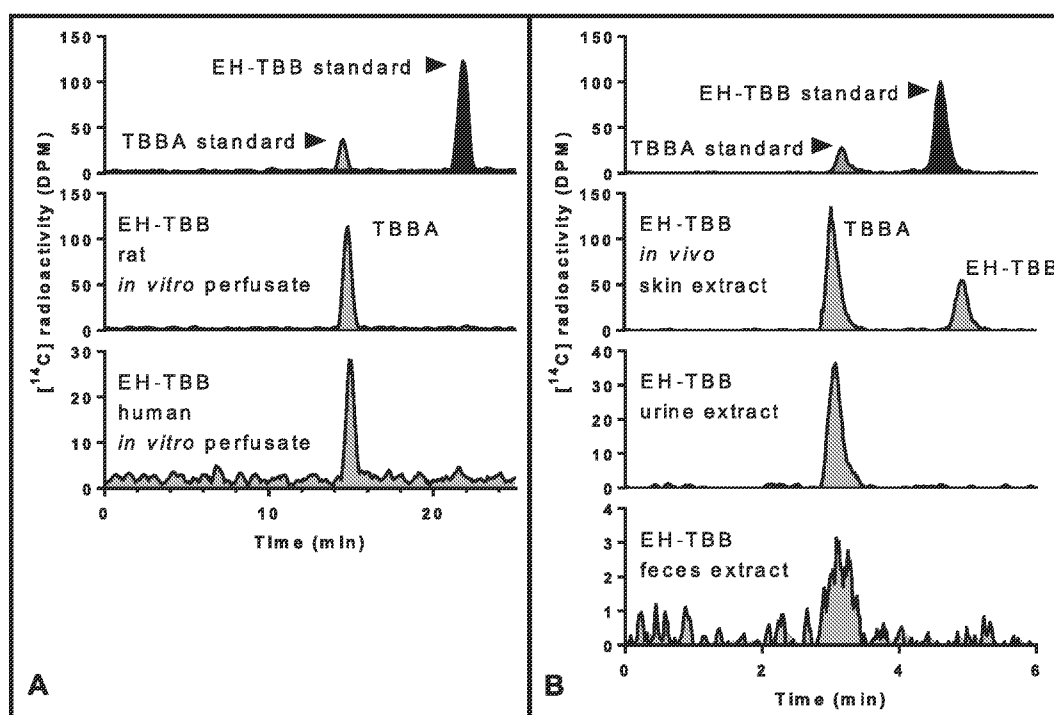 150
100
50
0
EH-TBB standard
TBBA standard
150
100
50
0
EH-TBB
rat
in vitro perfusate
TBBA
30
20
10
0
EH-TBB
human
in vitro perfusate
0 10 20
Time (min)
[¹⁴C] radioactivity (DPM)
A
150
100
50
0
EH-TBB standard
TBBA standard
150
100
50
0
EH-TBB
in vivo
skin extract
TBBA
EH-TBB
40
30
20
10
0
EH-TBB
urine extract
4
3
2
1
0
EH-TBB
feces extract
0 2 4 6
Time (min)
[¹⁴C] radioactivity (DPM)
B